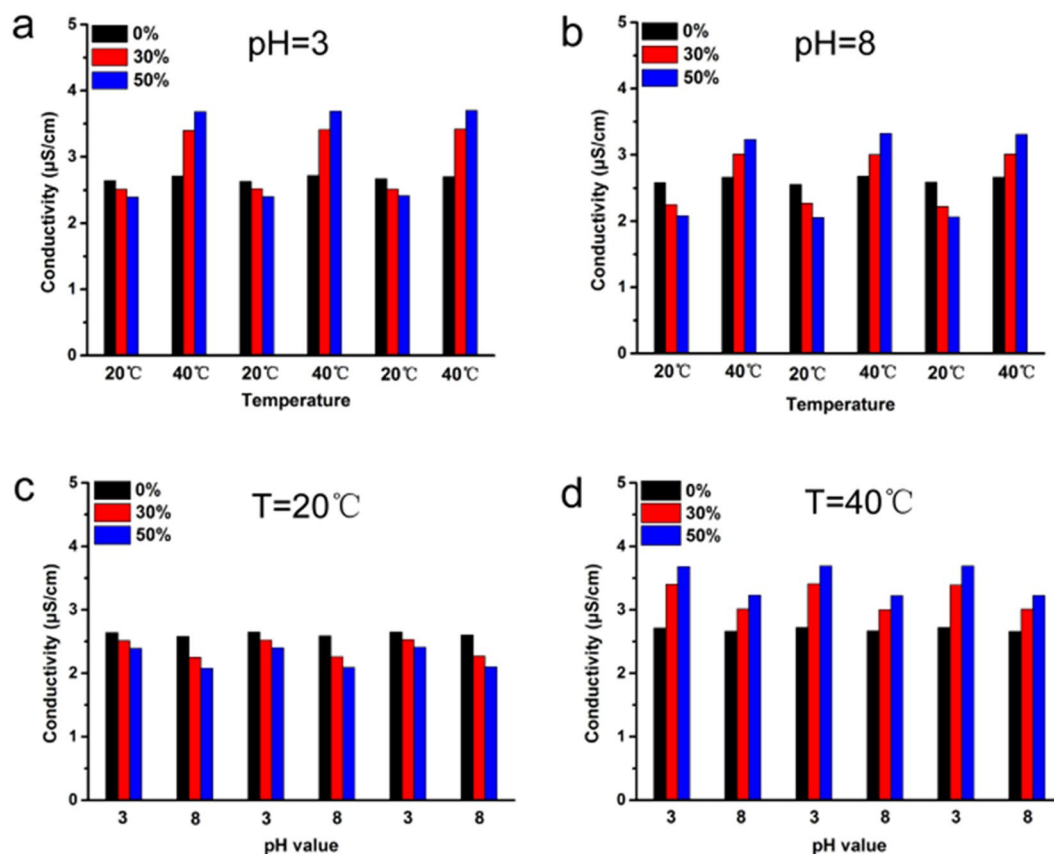 a
0%
30%
50%
pH=3
Conductivity (μS/cm)
5
4
3
2
1
0
20℃ 40℃ 20℃ 40℃ 20℃ 40℃
Temperature
b
0%
30%
50%
pH=8
Conductivity (μS/cm)
5
4
3
2
1
0
20℃ 40℃ 20℃ 40℃ 20℃ 40℃
Temperature
c
0%
30%
50%
T=20℃
Conductivity (μS/cm)
5
4
3
2
1
0
3 8 3 8 3 8
pH value
d
0%
30%
50%
T=40℃
Conductivity (μS/cm)
5
4
3
2
1
0
3 8 3 8 3 8
pH value